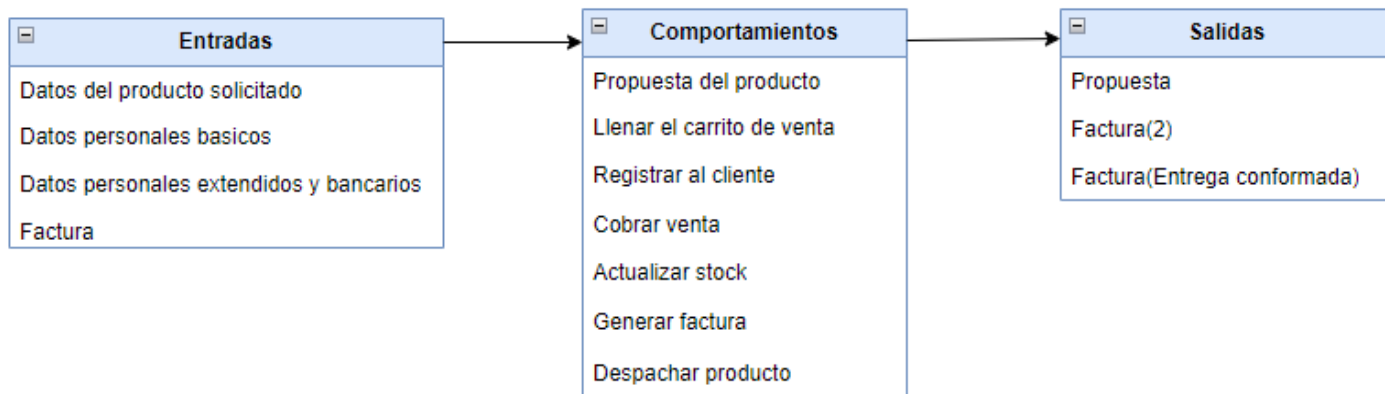 Entradas
Datos del producto solicitado
Datos personales basicos
Datos personales extendidos y bancarios
Factura
Comportamientos
Propuesta del producto
Llenar el carrito de venta
Registrar al cliente
Cobrar venta
Actualizar stock
Generar factura
Despachar producto
Salidas
Propuesta
Factura(2)
Factura(Entrega conformada)